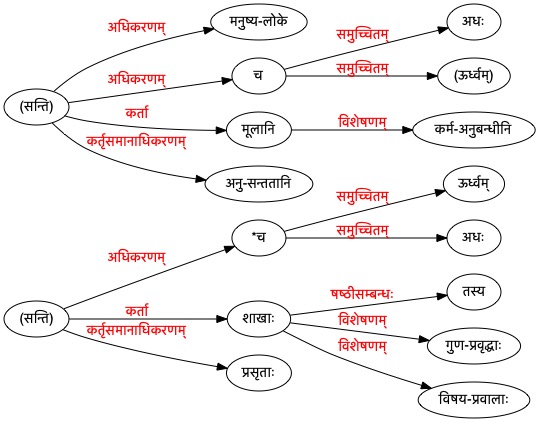 अधिकरणम्
मनुष्य-लोके
समुच्चितम्
अधः
(सन्ति)
अधिकरणम्
च
समुच्चितम्
(ऊर्ध्वम्)
कर्ता
मूलानि
विशेषणम्
कर्म-अनुबन्धीनि
कर्तृसमानाधिकरणम्
अनु-सन्ततानि
समुच्चितम्
ऊर्ध्वम्
अधिकरणम्
*च
समुच्चितम्
अधः
(सन्ति)
कर्ता
शाखाः
षष्ठीसम्बन्धः
तस्य
कर्तृसमानाधिकरणम्
विशेषणम्
गुण-प्रवृद्धाः
प्रसृताः
विशेषणम्
विषय-प्रवालाः